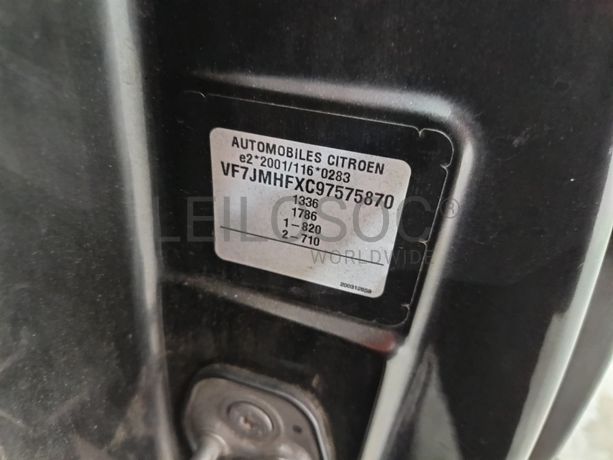 AUTOMOBILES CITROEN
e2*2001/116*0283
VF7JMHFXC97575870
1336
1786
1-820
2-710
LEILOSOC®
WORLDWIDE